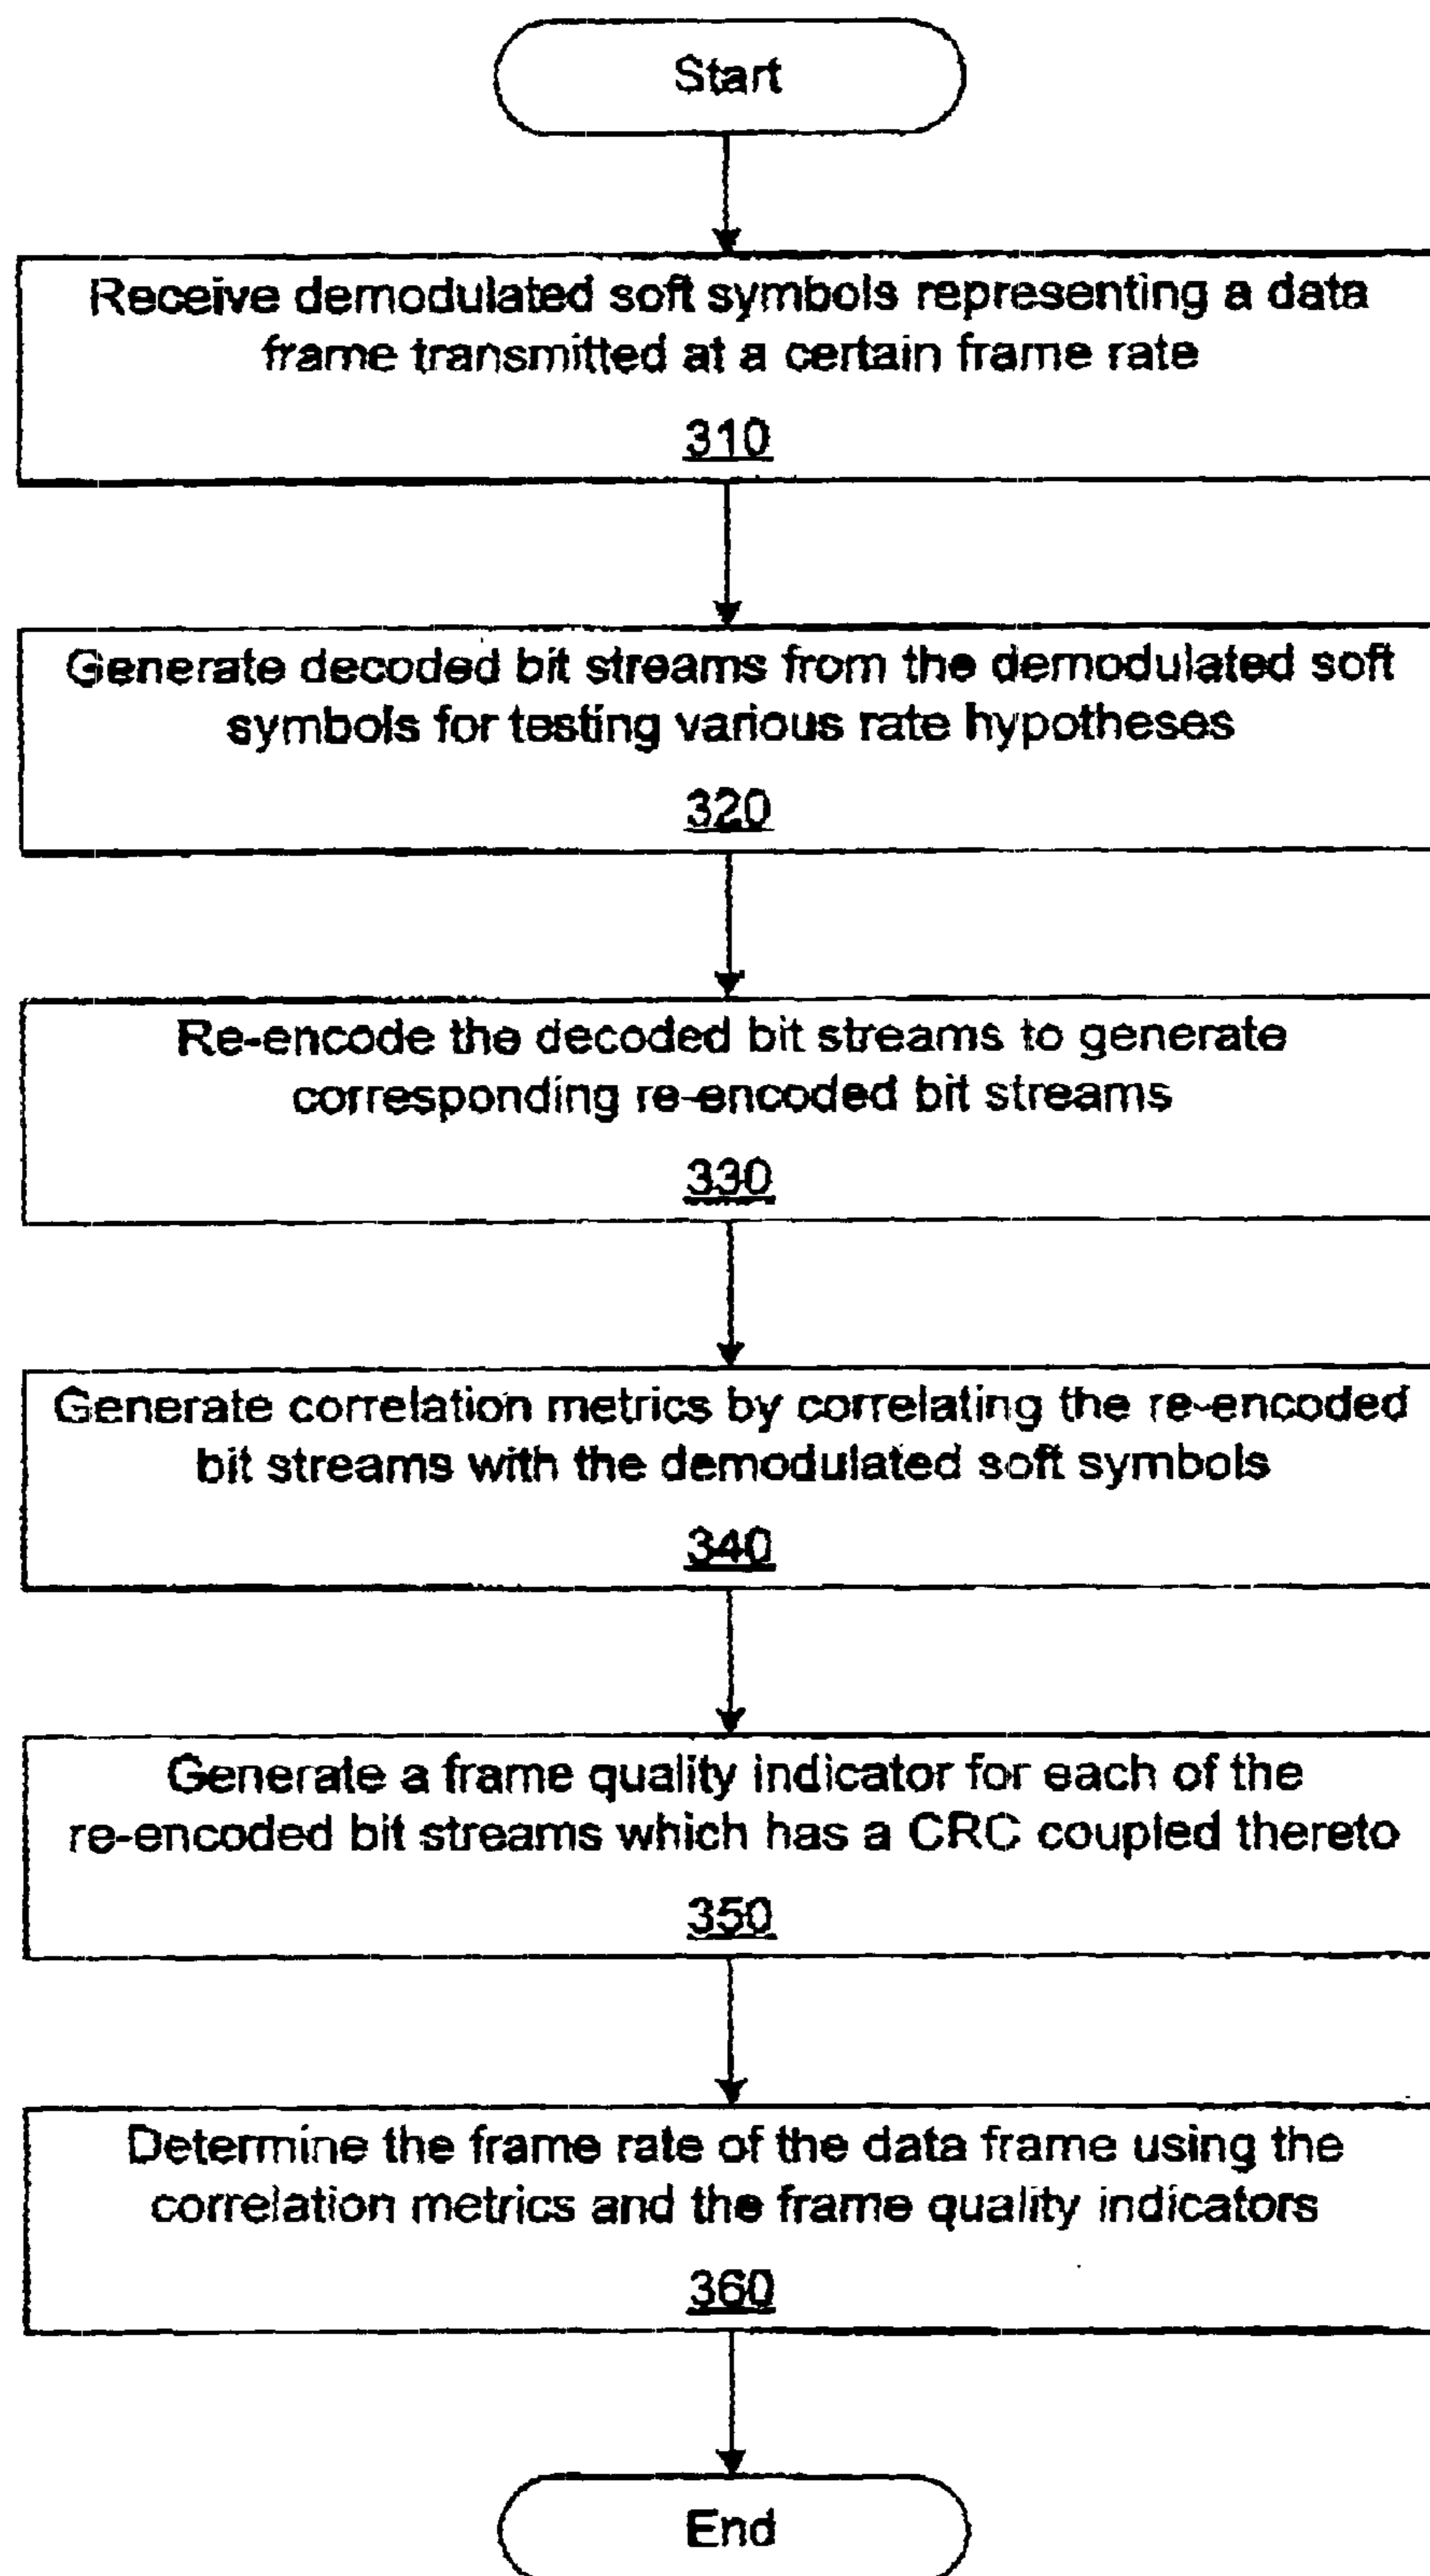 Start
Receive demodulated soft symbols representing a data
frame transmitted at a certain frame rate
310
Generate decoded bit streams from the demodulated soft
symbols for testing various rate hypotheses
320
Re-encode the decoded bit streams to generate
corresponding re-encoded bit streams
330
Generate correlation metrics by correlating the re-encoded
bit streams with the demodulated soft symbols
340
Generate a frame quality indicator for each of the
re-encoded bit streams which has a CRC coupled thereto
350
Determine the frame rate of the data frame using the
correlation metrics and the frame quality indicators
360
End